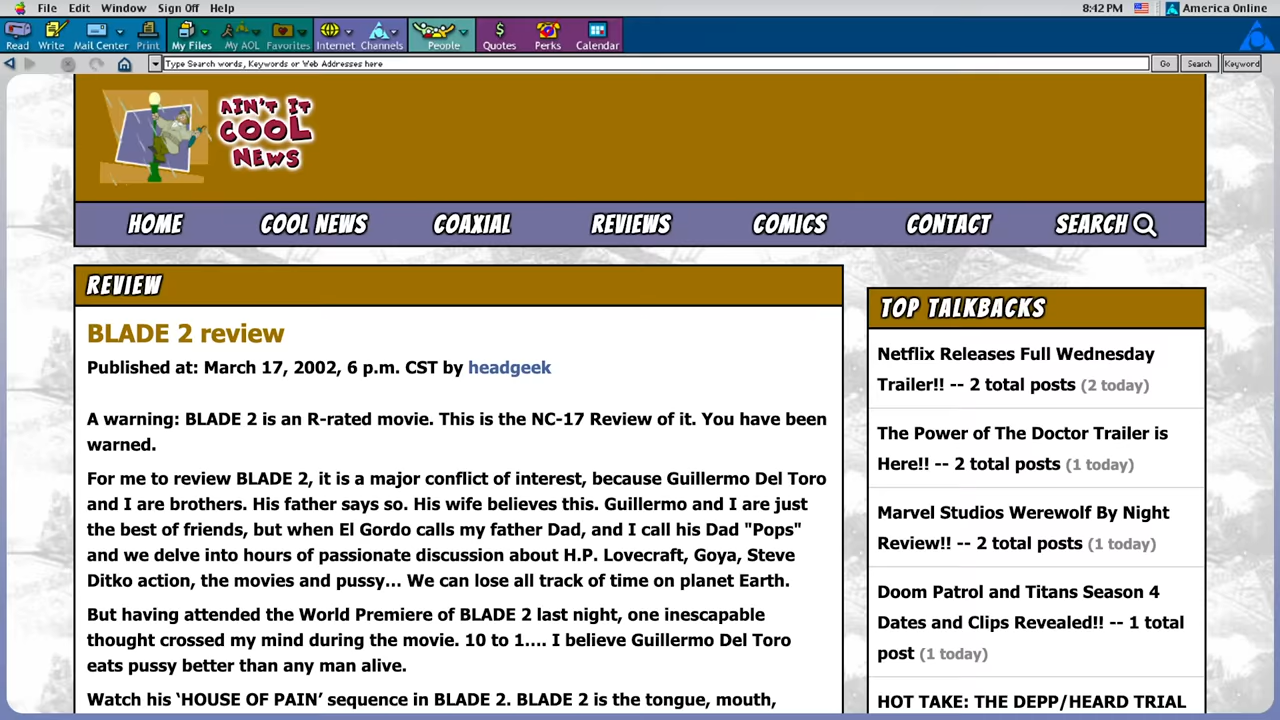 File Edit Window Sign Off Help
8:42 PM America Online
Read Write Mail Center Print My Files My AOL Favorites Internet Channels People Quotes Perks Calendar
Type Search words, Keywords or Web Addresses here
Go Search Keyword
AIN'T IT
COOL
NEWS
HOME COOL NEWS COAXIAL REVIEWS COMICS CONTACT SEARCH
REVIEW
BLADE 2 review
Published at: March 17, 2002, 6 p.m. CST by headgeek
A warning: BLADE 2 is an R-rated movie. This is the NC-17 Review of it. You have been
warned.
For me to review BLADE 2, it is a major conflict of interest, because Guillermo Del Toro
and I are brothers. His father says so. His wife believes this. Guillermo and I are just
the best of friends, but when El Gordo calls my father Dad, and I call his Dad "Pops"
and we delve into hours of passionate discussion about H.P. Lovecraft, Goya, Steve
Ditko action, the movies and pussy... We can lose all track of time on planet Earth.
But having attended the World Premiere of BLADE 2 last night, one inescapable
thought crossed my mind during the movie. 10 to 1.... I believe Guillermo Del Toro
eats pussy better than any man alive.
Watch his ‘HOUSE OF PAIN’ sequence in BLADE 2. BLADE 2 is the tongue, mouth,
TOP TALKBACKS
Netflix Releases Full Wednesday
Trailer!! -- 2 total posts (2 today)
The Power of The Doctor Trailer is
Here!! -- 2 total posts (1 today)
Marvel Studios Werewolf By Night
Review!! -- 2 total posts (1 today)
Doom Patrol and Titans Season 4
Dates and Clips Revealed!! -- 1 total
post (1 today)
HOT TAKE: THE DEPP/HEARD TRIAL